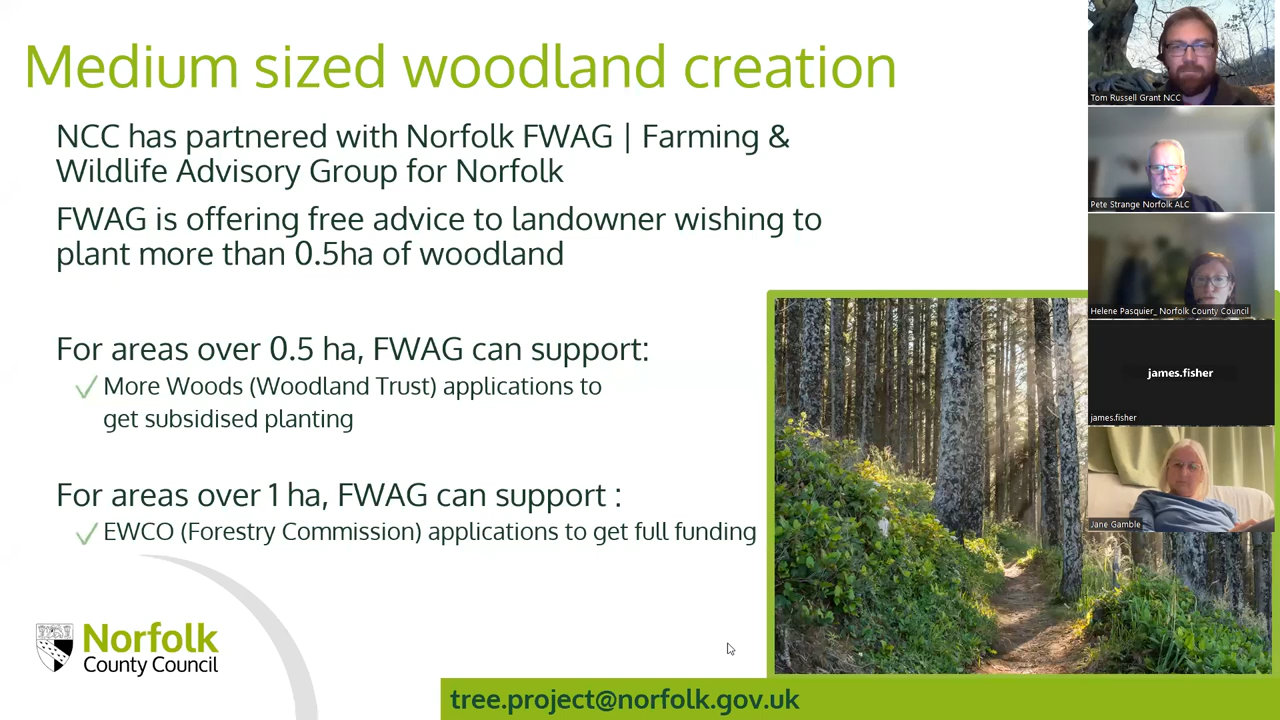 Medium sized woodland creation
NCC has partnered with Norfolk FWAG | Farming &
Wildlife Advisory Group for Norfolk
FWAG is offering free advice to landowner wishing to
plant more than 0.5ha of woodland
For areas over 0.5 ha, FWAG can support:
More Woods (Woodland Trust) applications to
get subsidised planting
For areas over 1 ha, FWAG can support :
EWCO (Forestry Commission) applications to get full funding
Norfolk
County Council
tree.project@norfolk.gov.uk
Tom Russell Grant NCC
Pete Strange Norfolk ALC
Helene Pasquier_ Norfolk County Council
james.fisher
james.fisher
Jane Gamble